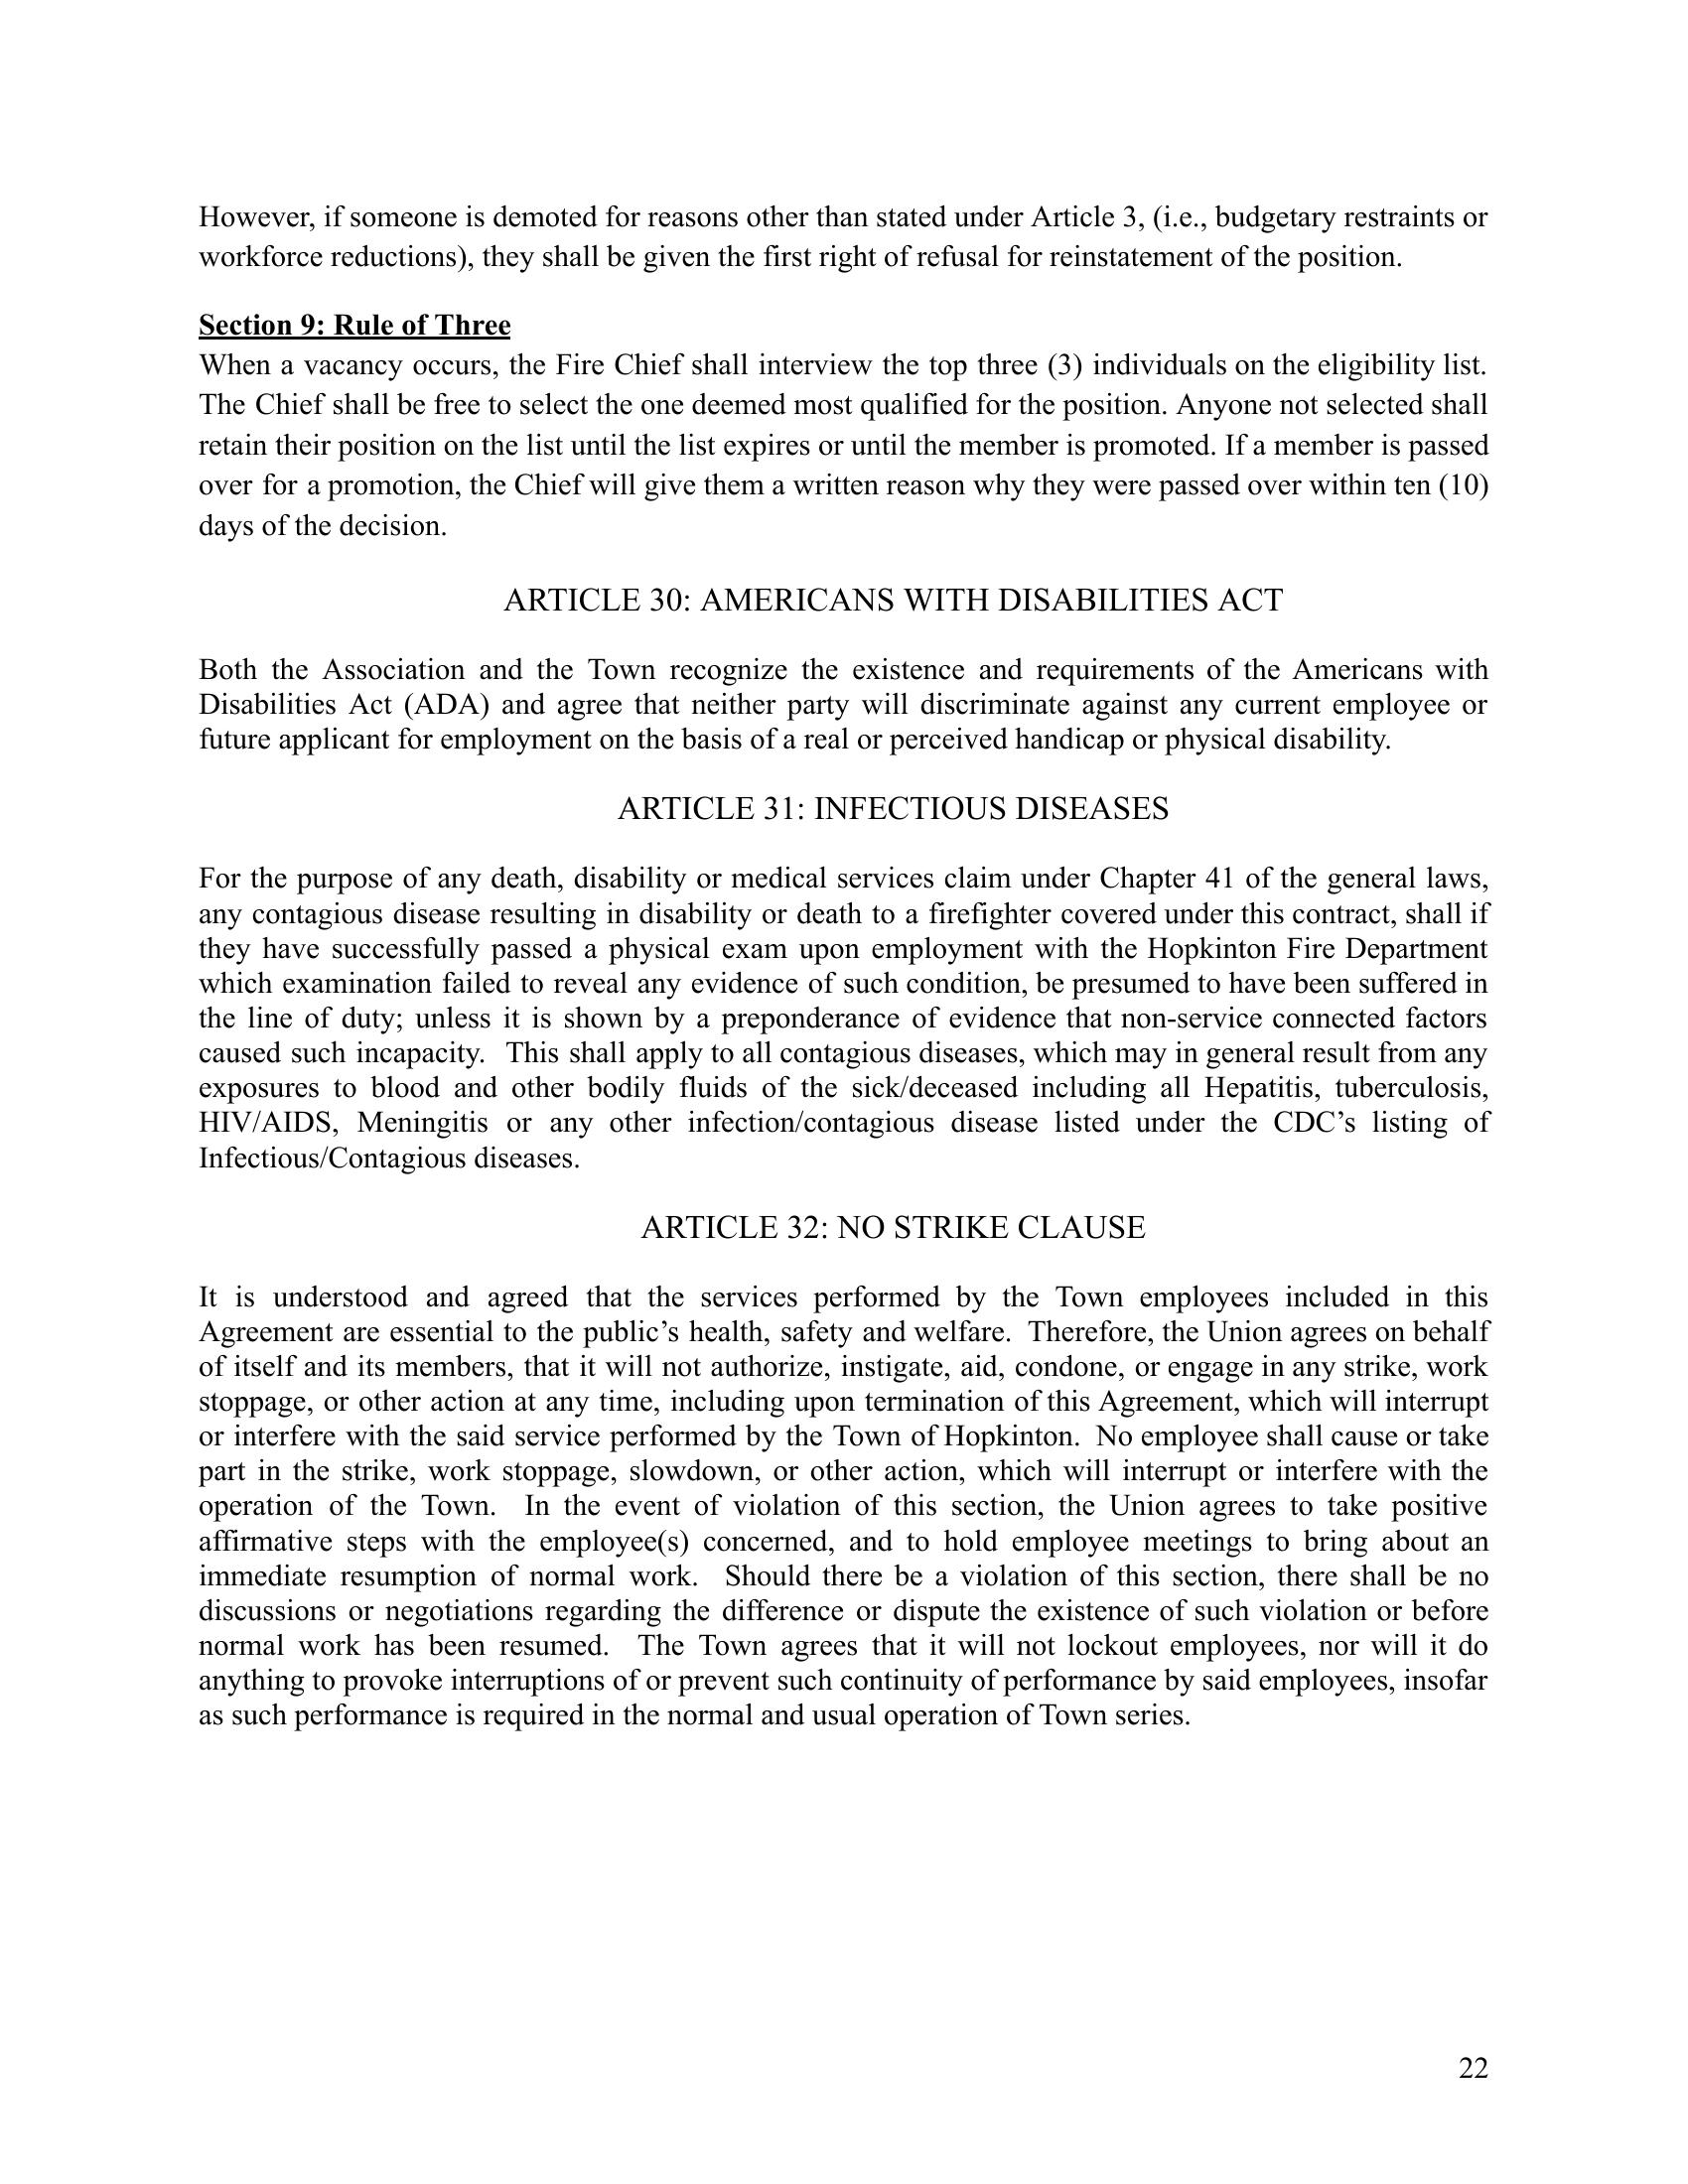 However, if someone is demoted for reasons other than stated under Article 3, (i.e., budgetary restraints or
workforce reductions), they shall be given the first right of refusal for reinstatement of the position.
Section 9: Rule of Three
When a vacancy occurs, the Fire Chief shall interview the top three (3) individuals on the eligibility list.
The Chief shall be free to select the one deemed most qualified for the position. Anyone not selected shall
retain their position on the list until the list expires or until the member is promoted. If a member is passed
over for a promotion, the Chief will give them a written reason why they were passed over within ten (10)
days of the decision.
ARTICLE 30: AMERICANS WITH DISABILITIES ACT
Both the Association and the Town recognize the existence and requirements of the Americans with
Disabilities Act (ADA) and agree that neither party will discriminate against any current employee or
future applicant for employment on the basis of a real or perceived handicap or physical disability.
ARTICLE 31: INFECTIOUS DISEASES
For the purpose of any death, disability or medical services claim under Chapter 41 of the general laws,
any contagious disease resulting in disability or death to a firefighter covered under this contract, shall if
they have successfully passed a physical exam upon employment with the Hopkinton Fire Department
which examination failed to reveal any evidence of such condition, be presumed to have been suffered in
the line of duty; unless it is shown by a preponderance of evidence that non-service connected factors
caused such incapacity.  This shall apply to all contagious diseases, which may in general result from any
exposures to blood and other bodily fluids of the sick/deceased including all Hepatitis, tuberculosis,
HIV/AIDS, Meningitis or any other infection/contagious disease listed under the CDC’s listing of
Infectious/Contagious diseases.
ARTICLE 32: NO STRIKE CLAUSE
It is understood and agreed that the services performed by the Town employees included in this
Agreement are essential to the public’s health, safety and welfare.  Therefore, the Union agrees on behalf
of itself and its members, that it will not authorize, instigate, aid, condone, or engage in any strike, work
stoppage, or other action at any time, including upon termination of this Agreement, which will interrupt
or interfere with the said service performed by the Town of Hopkinton.  No employee shall cause or take
part in the strike, work stoppage, slowdown, or other action, which will interrupt or interfere with the
operation of the Town.  In the event of violation of this section, the Union agrees to take positive
affirmative steps with the employee(s) concerned, and to hold employee meetings to bring about an
immediate resumption of normal work.  Should there be a violation of this section, there shall be no
discussions or negotiations regarding the difference or dispute the existence of such violation or before
normal work has been resumed.  The Town agrees that it will not lockout employees, nor will it do
anything to provoke interruptions of or prevent such continuity of performance by said employees, insofar
as such performance is required in the normal and usual operation of Town series.
22